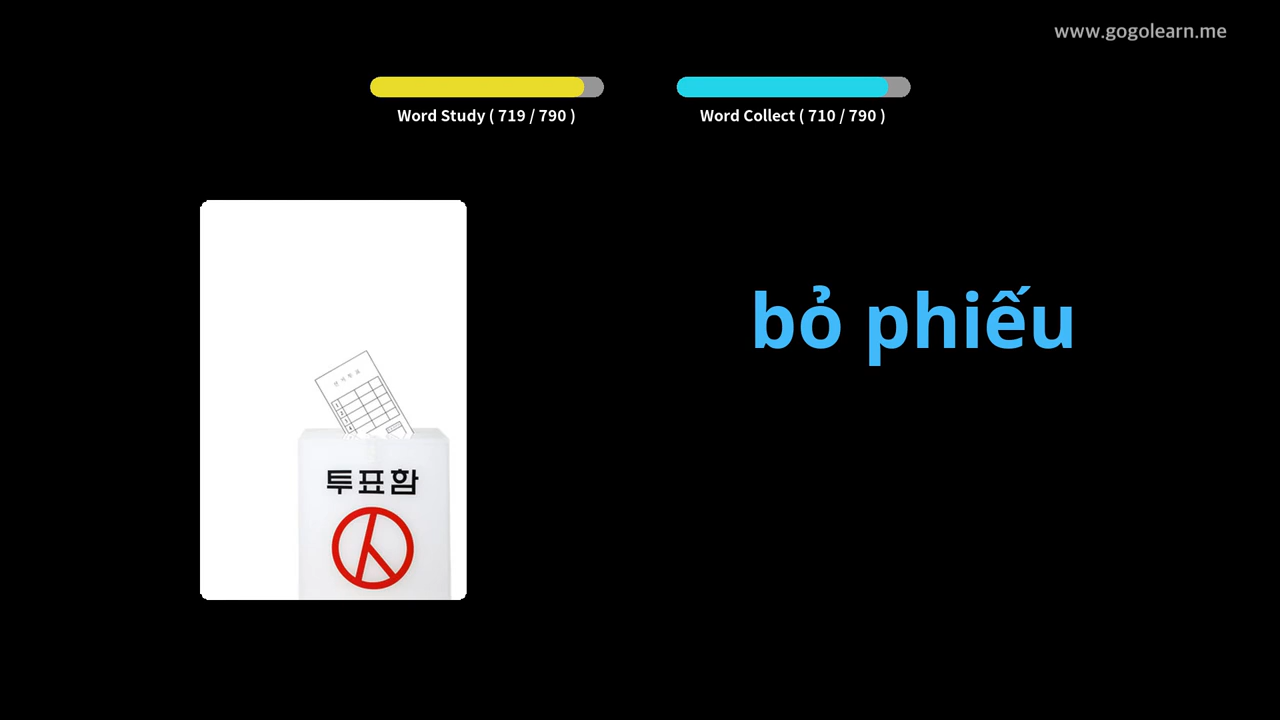 www.gogolearn.me
Word Study ( 719 / 790 )
Word Collect ( 710 / 790 )
bỏ phiếu
투표함